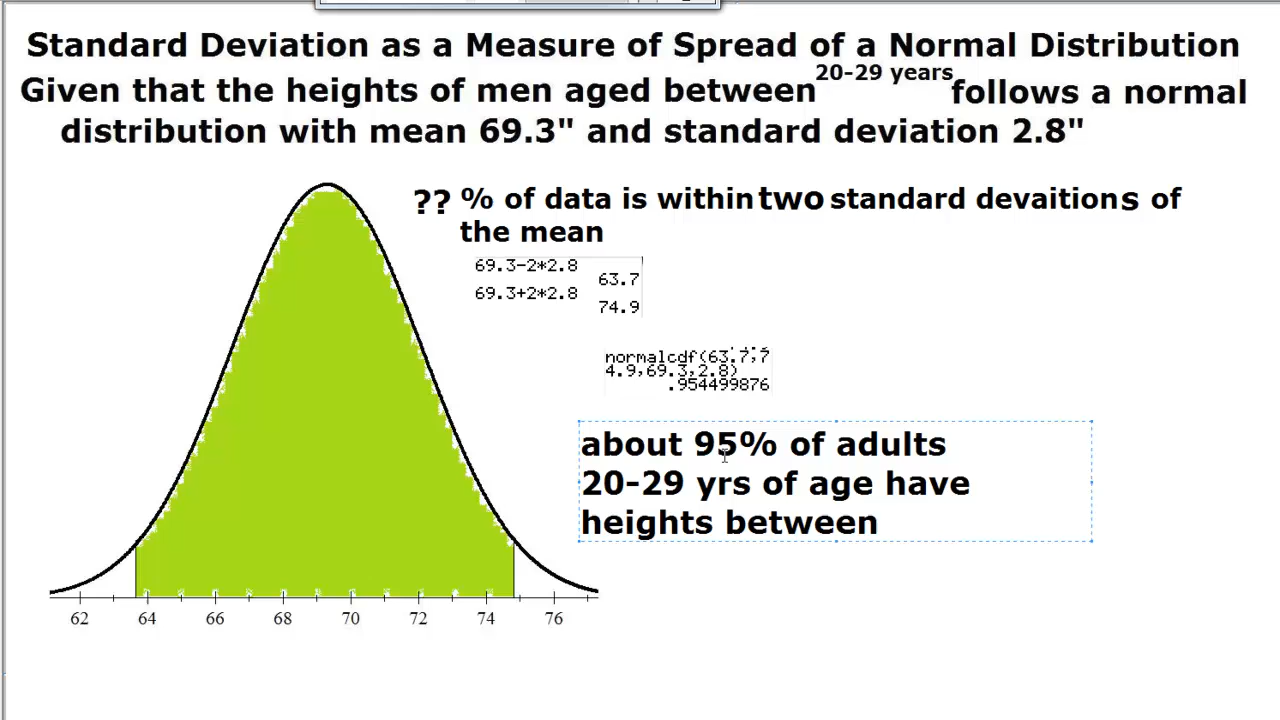 Standard Deviation as a Measure of Spread of a Normal Distribution
Given that the heights of men aged between 20-29 years follows a normal
distribution with mean 69.3" and standard deviation 2.8"
?? % of data is within two standard devaitions of
the mean
69.3-2*2.8
63.7
69.3+2*2.8
74.9
normalcdf(63.7,7
4.9,69.3,2.8)
.954499876
about 95% of adults
20-29 yrs of age have
heights between
62 64 66 68 70 72 74 76